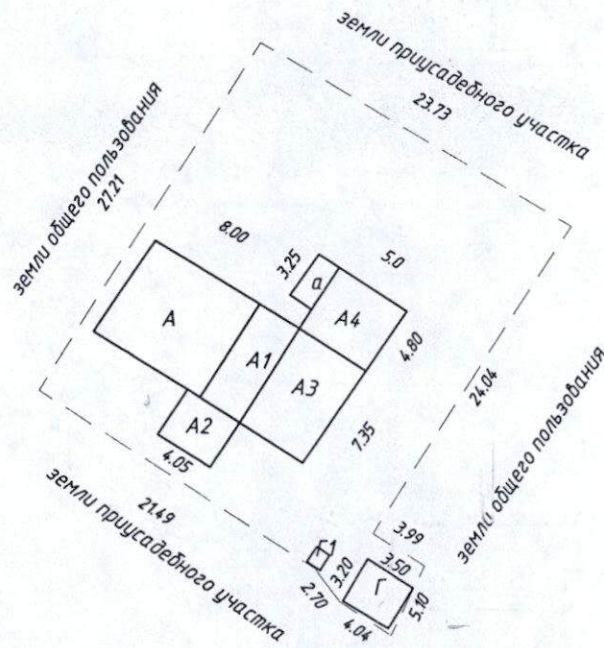 земли приусадебного участка
23.73
земли общего пользования
27.21
8.00
3.25
а
5.0
А
А1
А4
4.80
А3
А2
4.05
7.35
24.04
земли общего пользования
21.49
земли приусадебного участка
3.99
Г1
3.50
3.20
Г
5.10
2.70
4.04